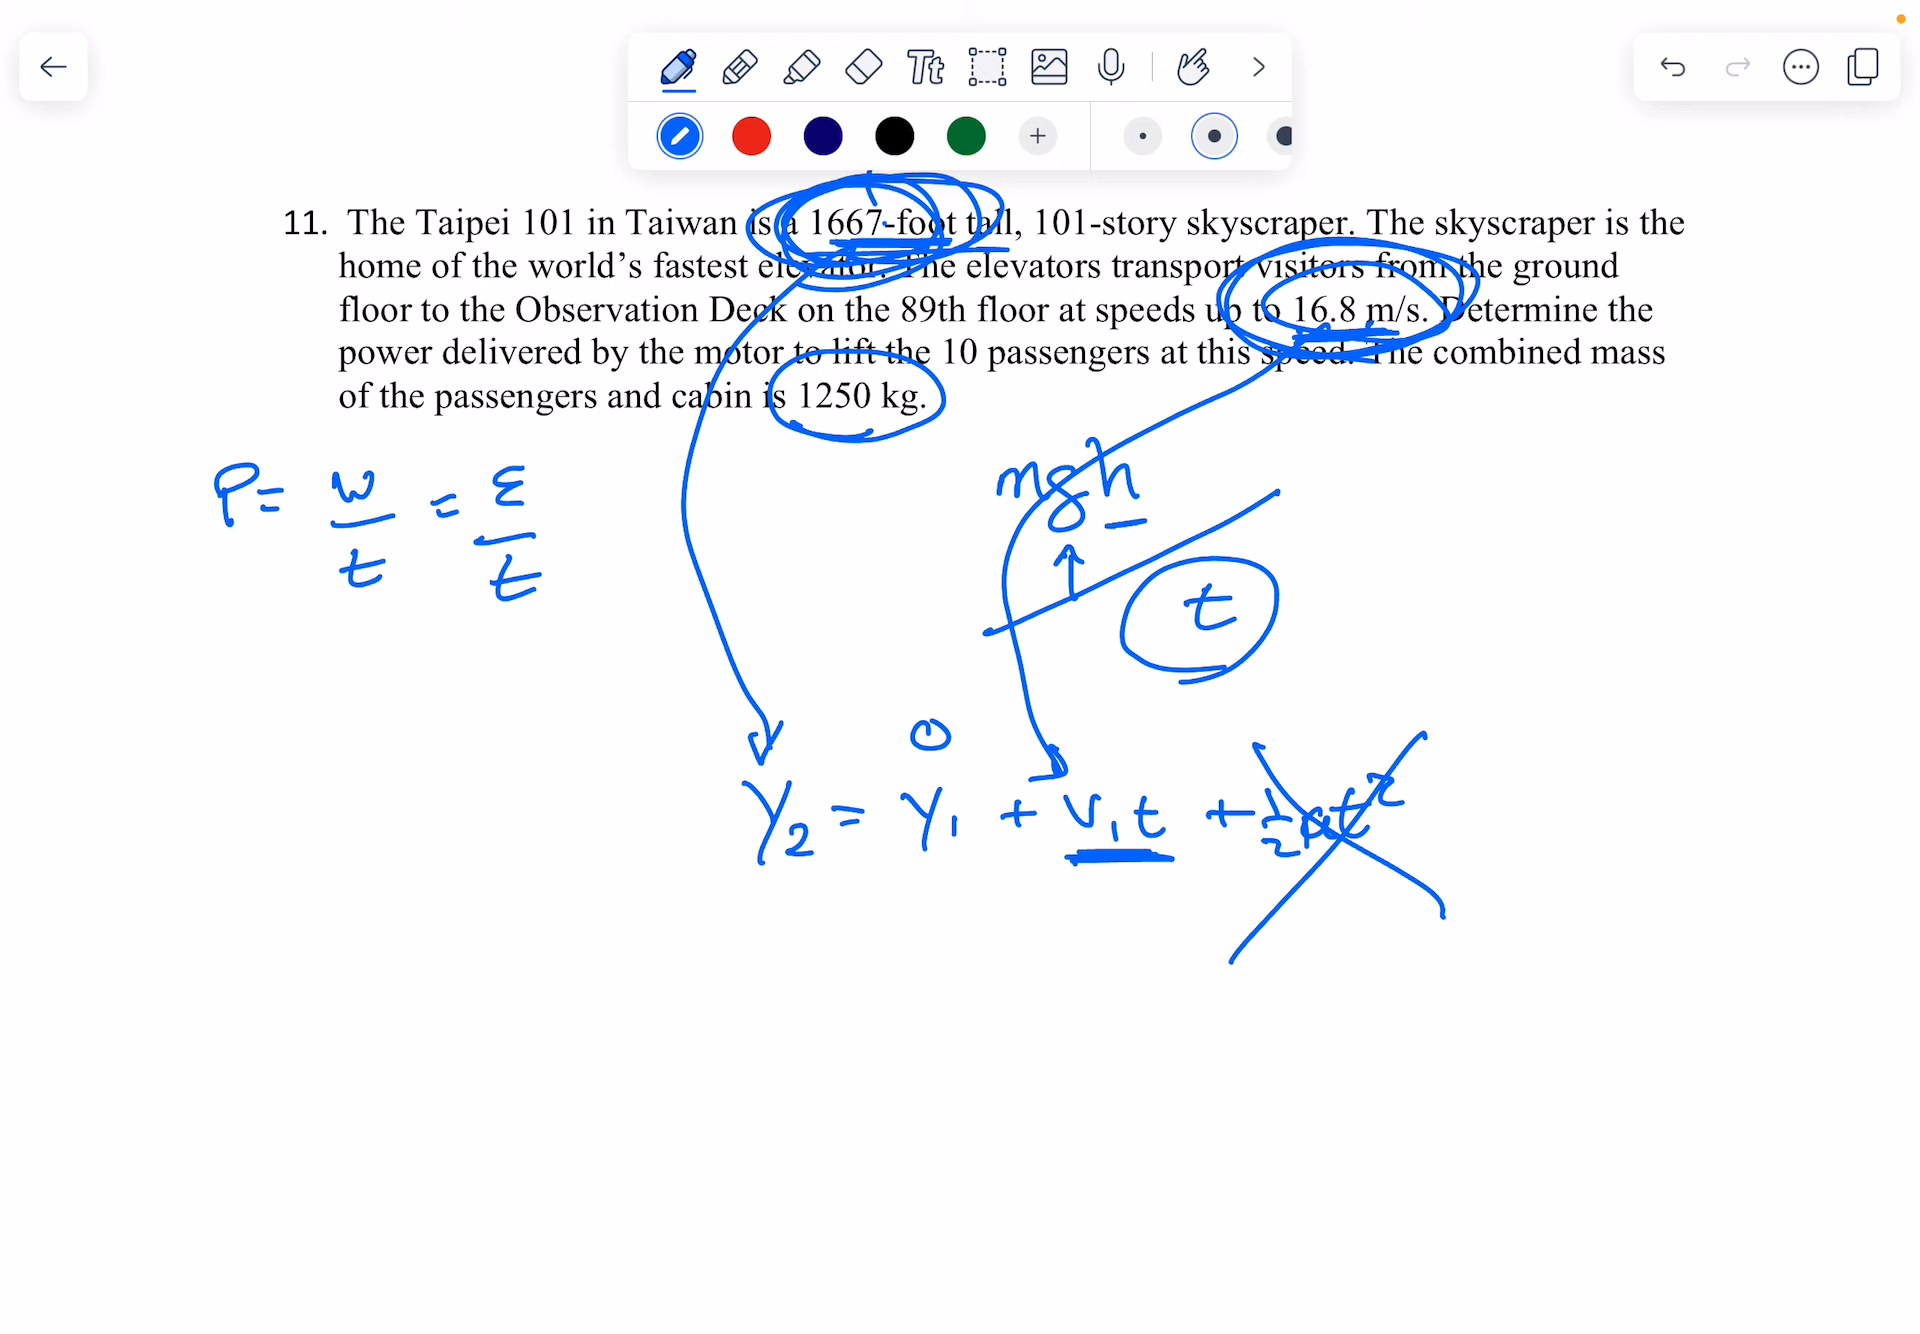 Tt
11. The Taipei 101 in Taiwan is a 1667-foot tall, 101-story skyscraper. The skyscraper is the
home of the world's fastest elevator. The elevators transport visitors from the ground
floor to the Observation Deck on the 89th floor at speeds up to 16.8 m/s. Determine the
power delivered by the motor to lift the 10 passengers at this speed. The combined mass
of the passengers and cabin is 1250 kg.
P = W/t = E/t
mgh
t
0
y₂ = y₁ + v₁t + ½at²